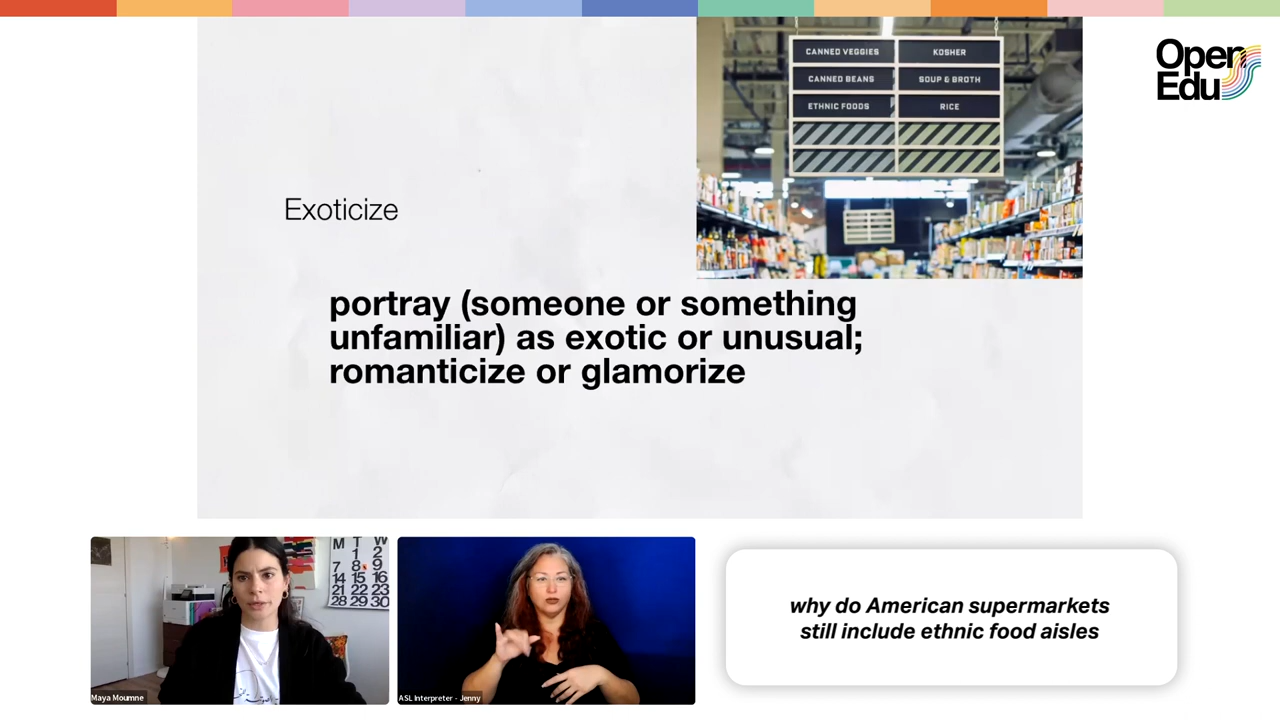 Open
Edu
CANNED VEGGIES
KOSHER
CANNED BEANS
SOUP & BROTH
ETHNIC FOODS
RICE
Exoticize
portray (someone or something
unfamiliar) as exotic or unusual;
romanticize or glamorize
M T W
1 2
7 8 9
14 15 16
21 22 23
28 29 30
Maya Moumne
ASL Interpreter - Jenny
why do American supermarkets
still include ethnic food aisles